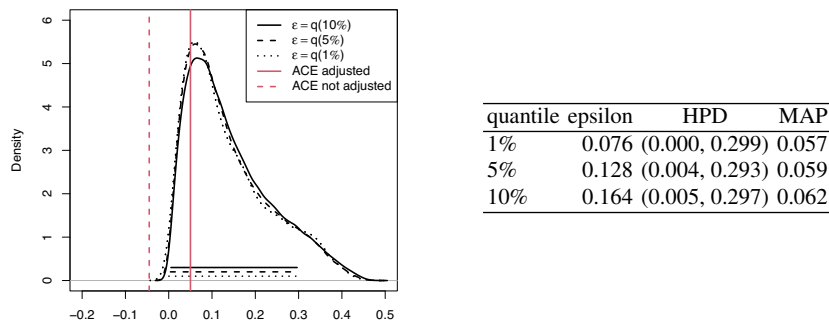 ε = q(10%)
ε = q(5%)
ε = q(1%)
ACE adjusted
ACE not adjusted
Density
6
5
4
3
2
1
0
−0.2 −0.1 0.0 0.1 0.2 0.3 0.4 0.5
quantile epsilon HPD MAP
1% 0.076 (0.000, 0.299) 0.057
5% 0.128 (0.004, 0.293) 0.059
10% 0.164 (0.005, 0.297) 0.062